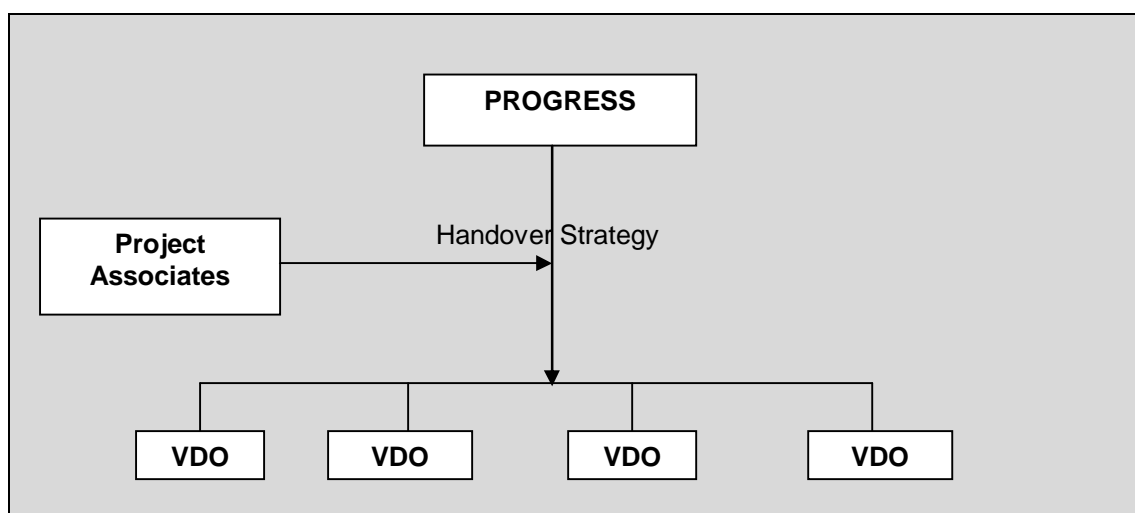 PROGRESS
Handover Strategy
Project
Associates
VDO
VDO
VDO
VDO